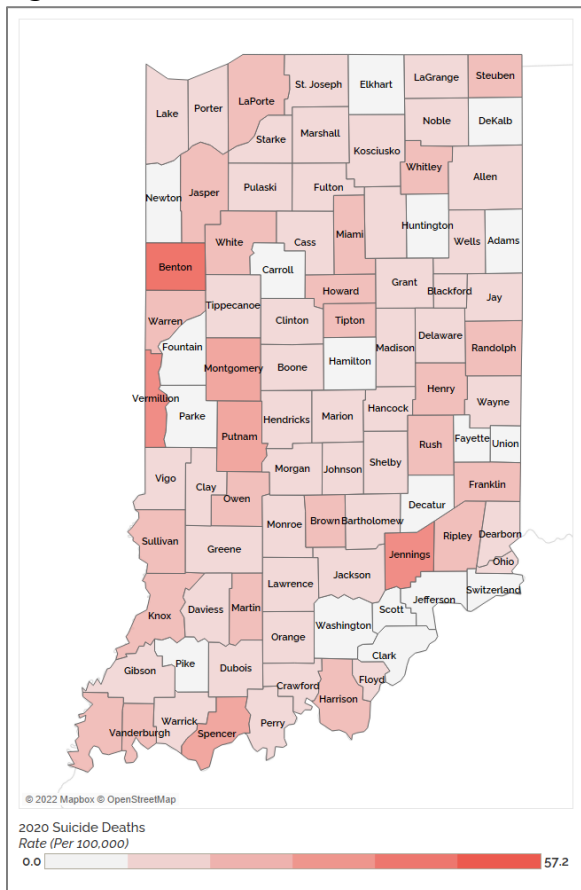 Lake
Porter
LaPorte
St. Joseph
Elkhart
LaGrange
Steuben
Noble
DeKalb
Starke
Marshall
Kosciusko
Whitley
Allen
Newton
Jasper
Pulaski
Fulton
Huntington
Wells
Adams
White
Cass
Miami
Benton
Carroll
Grant
Blackford
Jay
Howard
Tippecanoe
Warren
Clinton
Tipton
Fountain
Hamilton
Madison
Delaware
Randolph
Montgomery
Boone
Henry
Vermillion
Parke
Hendricks
Marion
Hancock
Wayne
Putnam
Rush
Fayette
Union
Morgan
Johnson
Shelby
Vigo
Clay
Owen
Franklin
Decatur
Monroe
Brown
Bartholomew
Sullivan
Greene
Jennings
Ripley
Dearborn
Ohio
Lawrence
Jackson
Switzerland
Jefferson
Knox
Daviess
Martin
Scott
Washington
Orange
Clark
Pike
Dubois
Gibson
Crawford
Floyd
Harrison
Warrick
Perry
Vanderburgh
Spencer
© 2022 Mapbox © OpenStreetMap
2020 Suicide Deaths
Rate (Per 100,000)
0.0 57.2